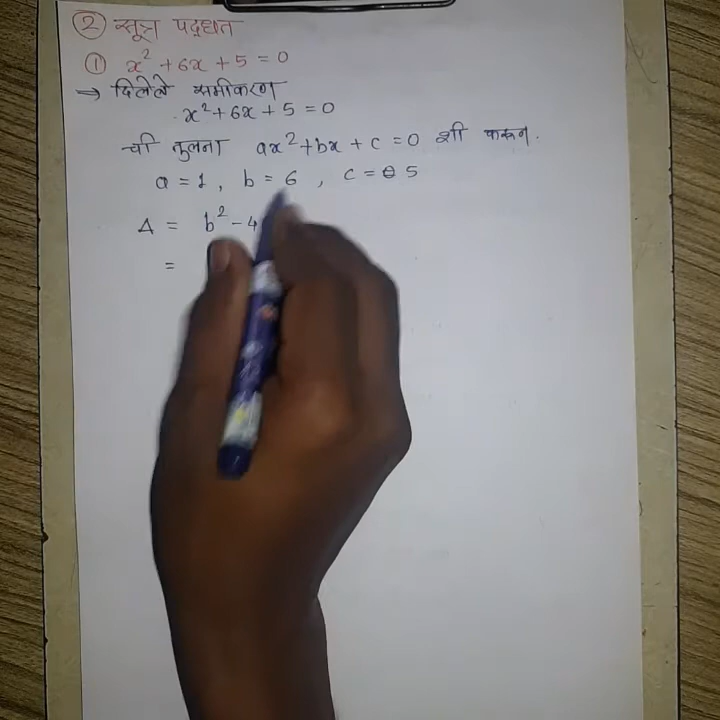 ② सूत्र पद्धत
① x² + 6x + 5 = 0
→ दिलेले समीकरण
x² + 6x + 5 = 0
ची तुलना ax² + bx + c = 0 शी करून.
a = 1, b = 6, c = 5
Δ = b² - 4
=